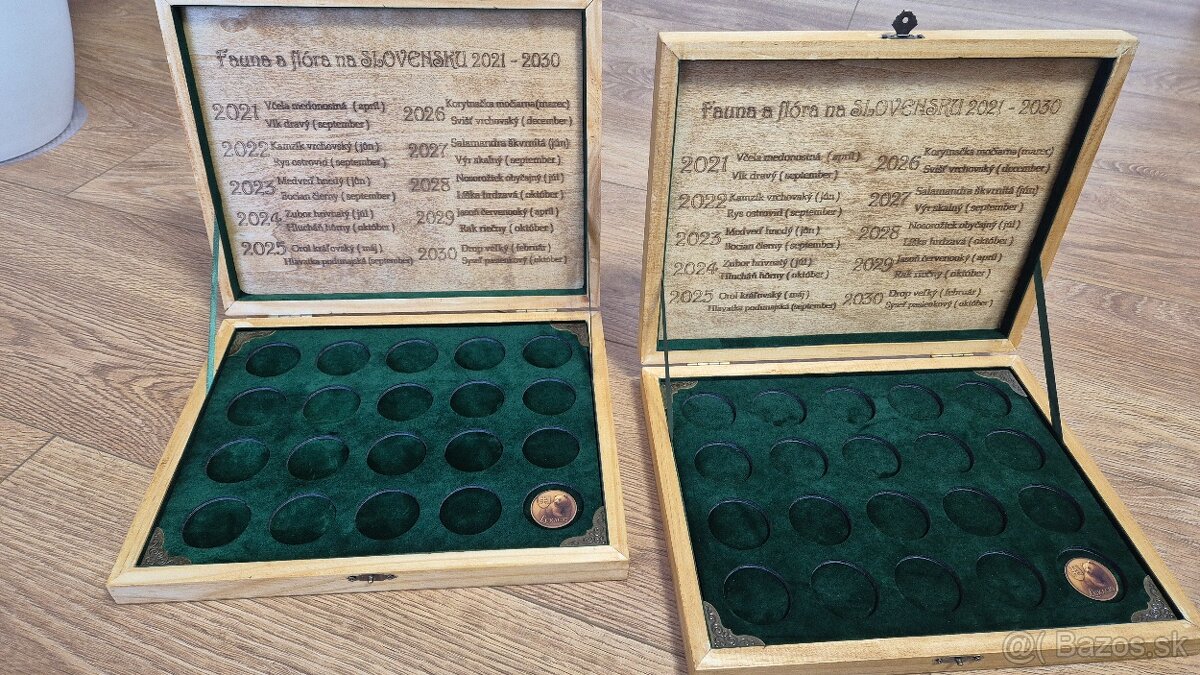 Fauna a flóra na SLOVENSKU 2021 - 2030
2021 Včela medonosná (apríl)
Vlk dravý (september)
2022 Kamzík vrchovský (jún)
Rys ostrovid (september)
2023 Medveď hnedý (jún)
Bocian čierny (september)
2024 Zubor hrivnatý (júl)
Hlucháň hôrny (október)
2025 Orol kráľovský (máj)
Hlavatka podunajská (september)
2026 Korytnačka močiarna (marec)
Svišť vrchovský (december)
2027 Salamandra škvrnitá (jún)
Výr skalný (september)
2028 Nosorožek obyčajný (júl)
Líška hrdzavá (október)
2029 Jasoň červenooký (apríl)
Rak riečny (október)
2030 Drop veľký (február)
Syseľ pasienkový (október)
Fauna a flóra na SLOVENSKU 2021 - 2030
2021 Včela medonosná (apríl)
Vlk dravý (september)
2022 Kamzík vrchovský (jún)
Rys ostrovid (september)
2023 Medveď hnedý (jún)
Bocian čierny (september)
2024 Zubor hrivnatý (júl)
Hlucháň hôrny (október)
2025 Orol kráľovský (máj)
Hlavatka podunajská (september)
2026 Korytnačka močiarna (marec)
Svišť vrchovský (december)
2027 Salamandra škvrnitá (jún)
Výr skalný (september)
2028 Nosorožek obyčajný (júl)
Líška hrdzavá (október)
2029 Jasoň červenooký (apríl)
Rak riečny (október)
2030 Drop veľký (február)
Syseľ pasienkový (október)
@( Bazos.sk